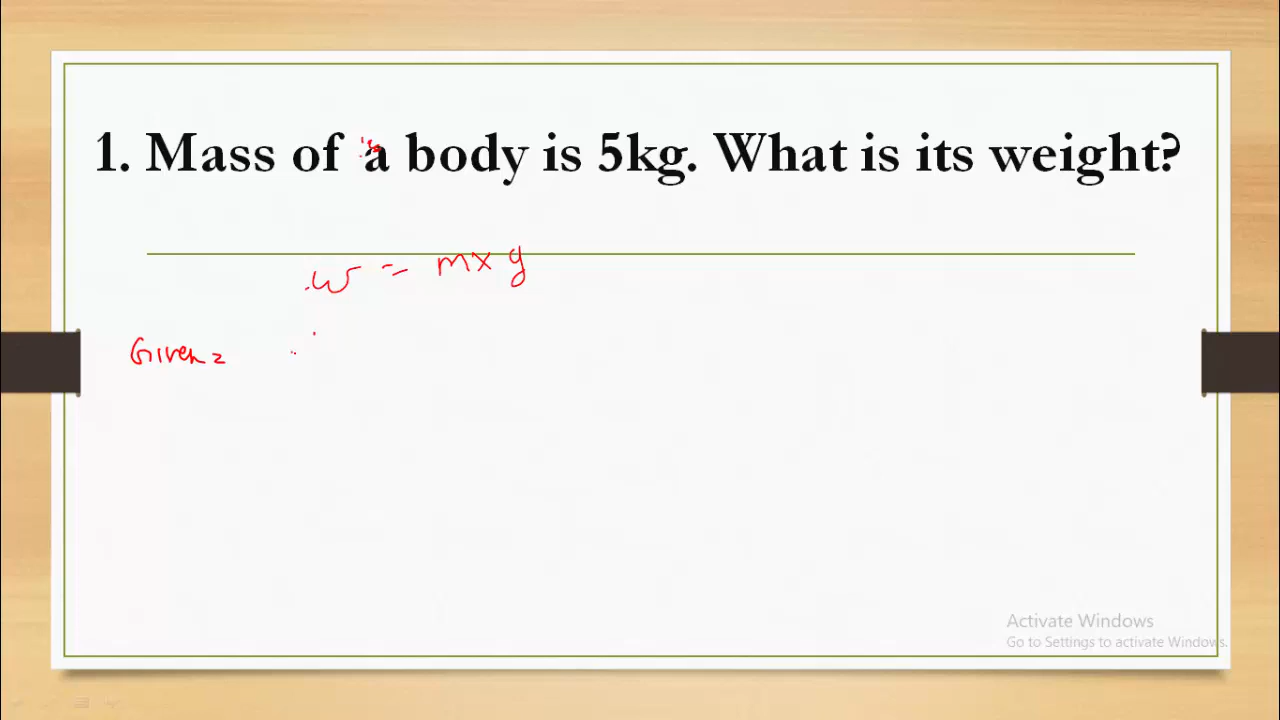 1. Mass of a body is 5kg. What is its weight?
W = m x g
Given =
Activate Windows
Go to Settings to activate Windows.